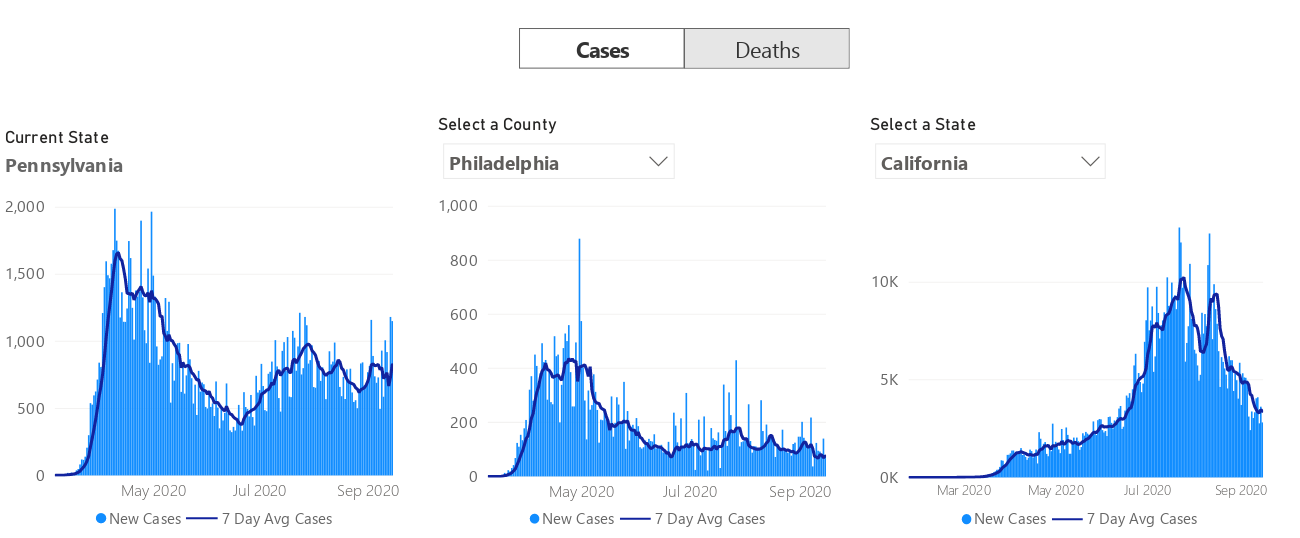 Cases Deaths
Current State
Pennsylvania
2,000
1,500
1,000
500
0
May 2020 Jul 2020 Sep 2020
New Cases 7 Day Avg Cases
Select a County
Philadelphia
1,000
800
600
400
200
0
May 2020 Jul 2020 Sep 2020
New Cases 7 Day Avg Cases
Select a State
California
10K
5K
0K
Mar 2020 May 2020 Jul 2020 Sep 2020
New Cases 7 Day Avg Cases